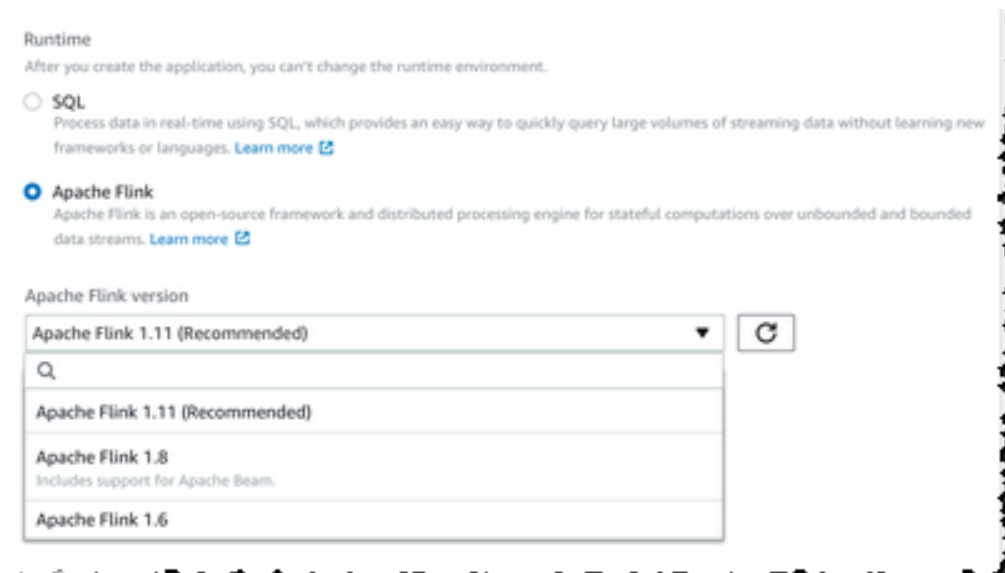 Runtime
After you create the application, you can't change the runtime environment.
SQL
Process data in real-time using SQL, which provides an easy way to quickly query large volumes of streaming data without learning new
frameworks or languages. Learn more
Apache Flink
Apache Flink is an open-source framework and distributed processing engine for stateful computations over unbounded and bounded
data streams. Learn more
Apache Flink version
Apache Flink 1.11 (Recommended)
Apache Flink 1.11 (Recommended)
Apache Flink 1.8
Includes support for Apache Beam.
Apache Flink 1.6